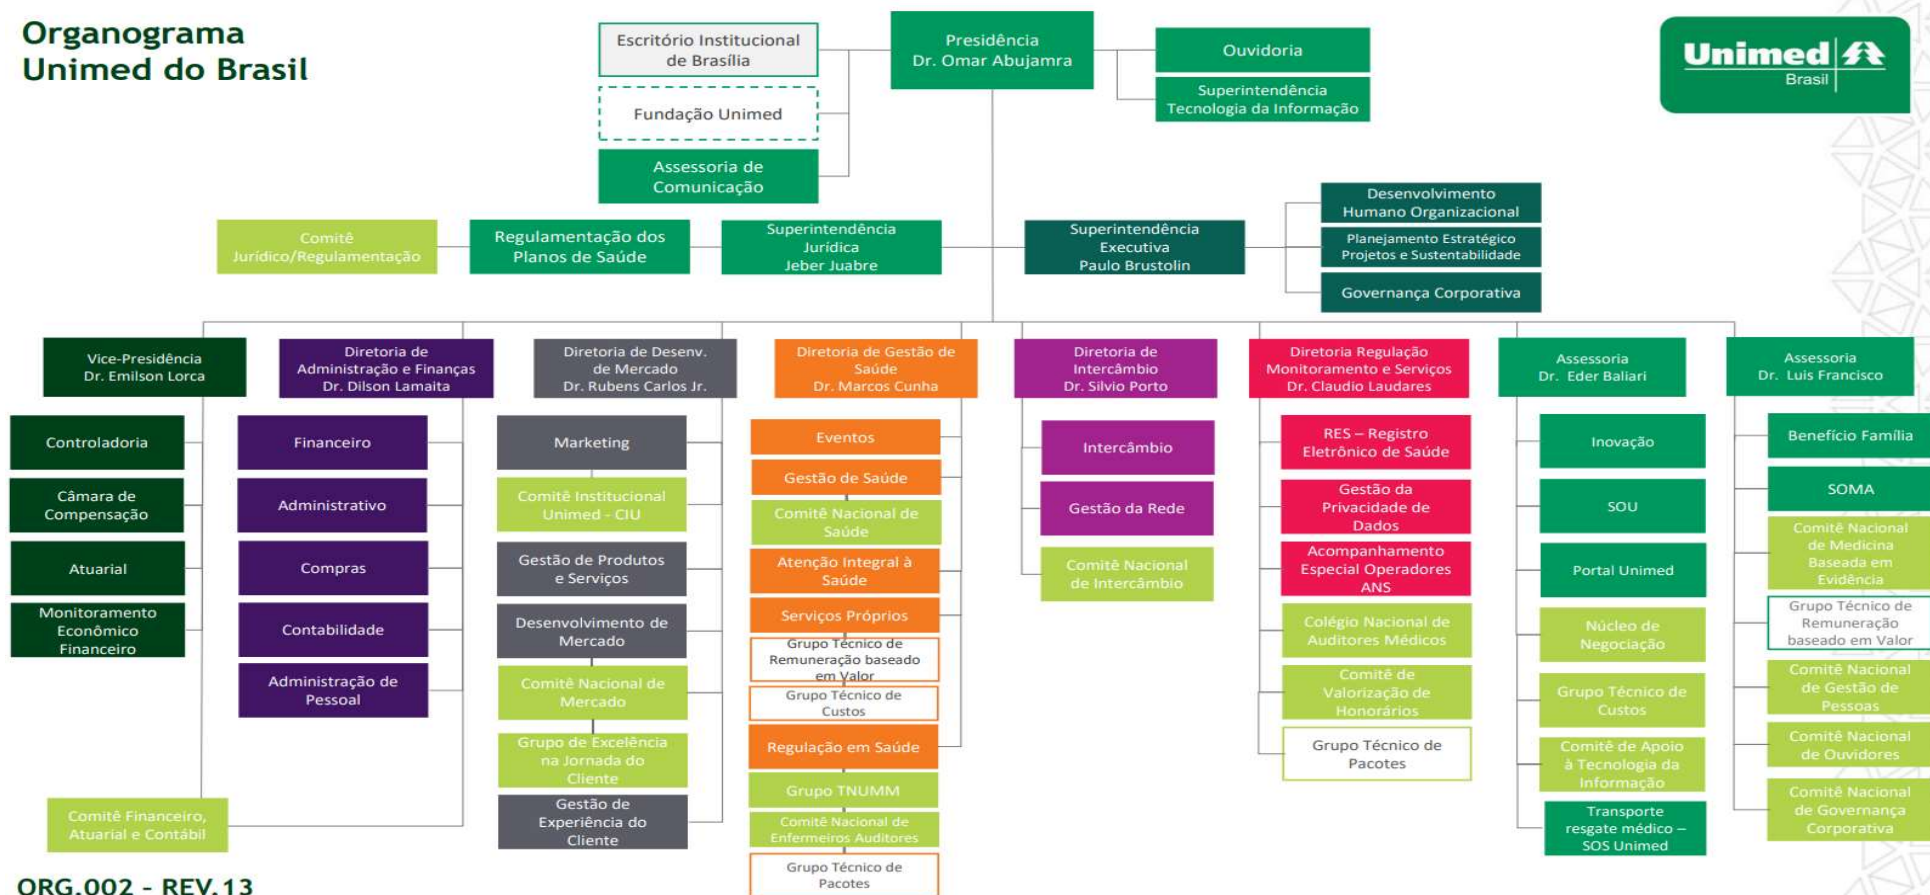 Organograma
Unimed do Brasil
Escritório Institucional
de Brasília
Fundação Unimed
Assessoria de
Comunicação
Presidência
Dr. Omar Abujamra
Ouvidoria
Superintendência
Tecnologia da Informação
Unimed
Brasil
Comitê
Jurídico/Regulamentação
Regulamentação dos
Planos de Saúde
Superintendência
Jurídica
Jeber Juabre
Superintendência
Executiva
Paulo Brustolin
Desenvolvimento
Humano Organizacional
Planejamento Estratégico
Projetos e Sustentabilidade
Governança Corporativa
Vice-Presidência
Dr. Emilson Lorca
Controladoria
Câmara de
Compensação
Atuarial
Monitoramento
Econômico
Financeiro
Comitê Financeiro,
Atuarial e Contábil
Diretoria de
Administração e Finanças
Dr. Dilson Lamaita
Financeiro
Administrativo
Compras
Contabilidade
Administração de
Pessoal
Diretoria de Desenv.
de Mercado
Dr. Rubens Carlos Jr.
Marketing
Comitê Institucional
Unimed - CIU
Gestão de Produtos
e Serviços
Desenvolvimento de
Mercado
Comitê Nacional de
Mercado
Grupo de Excelência
na Jornada do
Cliente
Gestão de
Experiência do
Cliente
Diretoria de Gestão de
Saúde
Dr. Marcos Cunha
Eventos
Gestão de Saúde
Comitê Nacional de
Saúde
Atenção Integral à
Saúde
Serviços Próprios
Grupo Técnico de
Remuneração baseado
em Valor
Grupo Técnico de
Custos
Regulação em Saúde
Grupo TNUMM
Comitê Nacional de
Enfermeiros Auditores
Grupo Técnico de
Pacotes
Diretoria de
Intercâmbio
Dr. Silvio Porto
Intercâmbio
Gestão da Rede
Comitê Nacional
de Intercâmbio
Diretoria Regulação
Monitoramento e Serviços
Dr. Claudio Laudares
RES – Registro
Eletrônico de Saúde
Gestão da
Privacidade de
Dados
Acompanhamento
Especial Operadores
ANS
Colégio Nacional de
Auditores Médicos
Comitê de
Valorização de
Honorários
Grupo Técnico de
Pacotes
Assessoria
Dr. Eder Baliari
Inovação
SOU
Portal Unimed
Núcleo de
Negociação
Grupo Técnico de
Custos
Comitê de Apoio
à Tecnologia da
Informação
Transporte
resgate médico –
SOS Unimed
Assessoria
Dr. Luis Francisco
Benefício Família
SOMA
Comitê Nacional
de Medicina
Baseada em
Evidência
Grupo Técnico de
Remuneração
baseado em Valor
Comitê Nacional
de Gestão de
Pessoas
Comitê Nacional
de Ouvidores
Comitê Nacional
de Governança
Corporativa
ORG.002 - REV.13